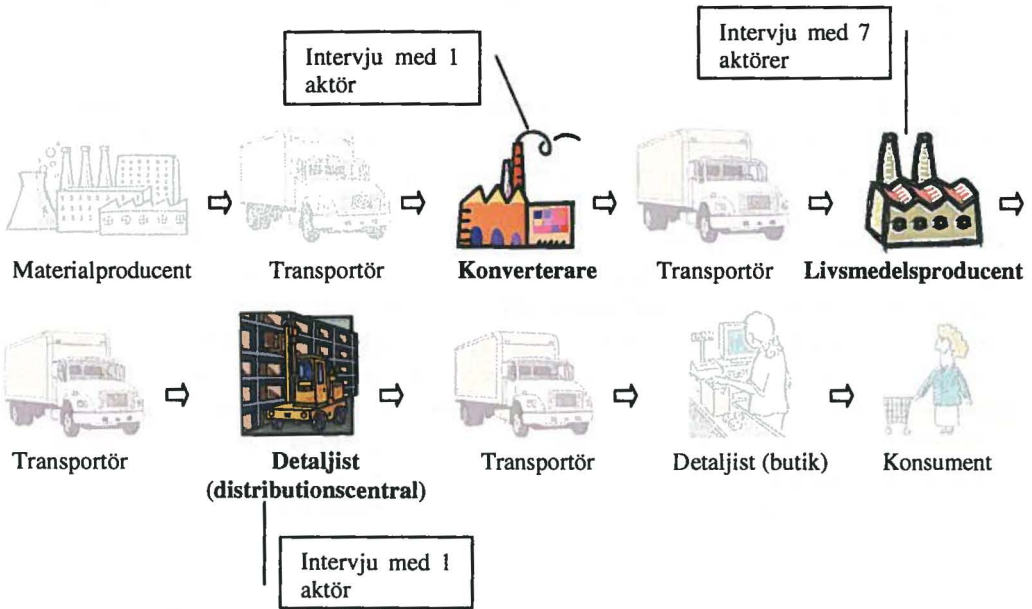 Intervju med 1
aktör
Intervju med 7
aktörer
Materialproducent
Transportör
Konverterare
Transportör
Livsmedelsproducent
Transportör
Detaljist
(distributionscentral)
Transportör
Detaljist (butik)
Konsument
Intervju med 1
aktör